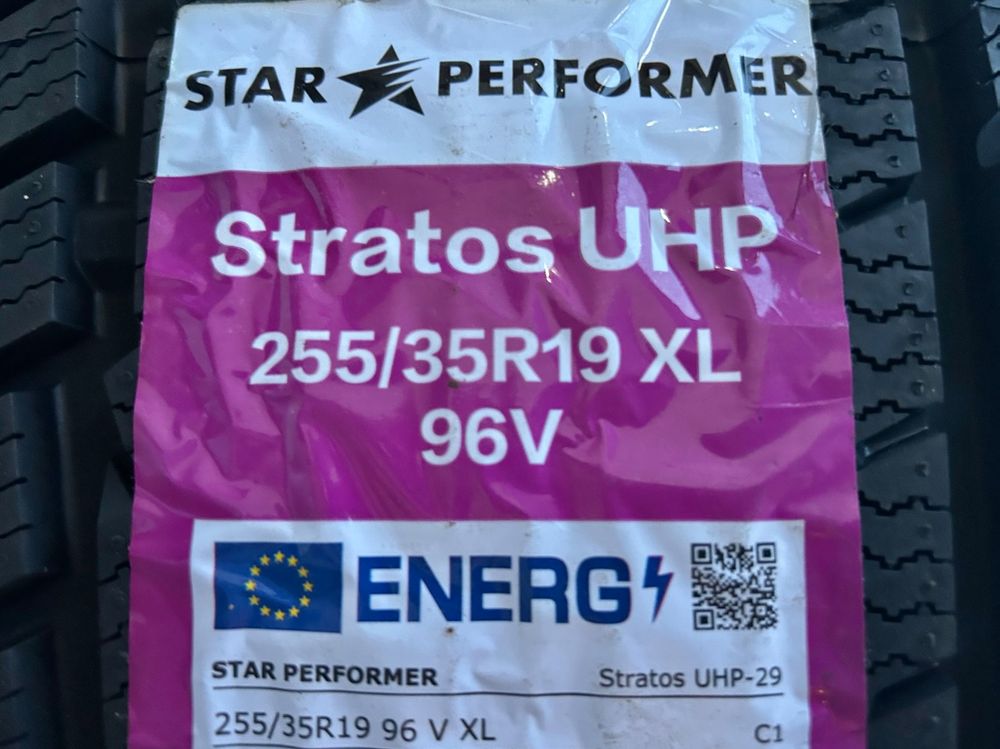 STAR PERFORMER
Stratos UHP
255/35R19 XL
96V
ENERG
STAR PERFORMER Stratos UHP-29
255/35R19 96 V XL C1